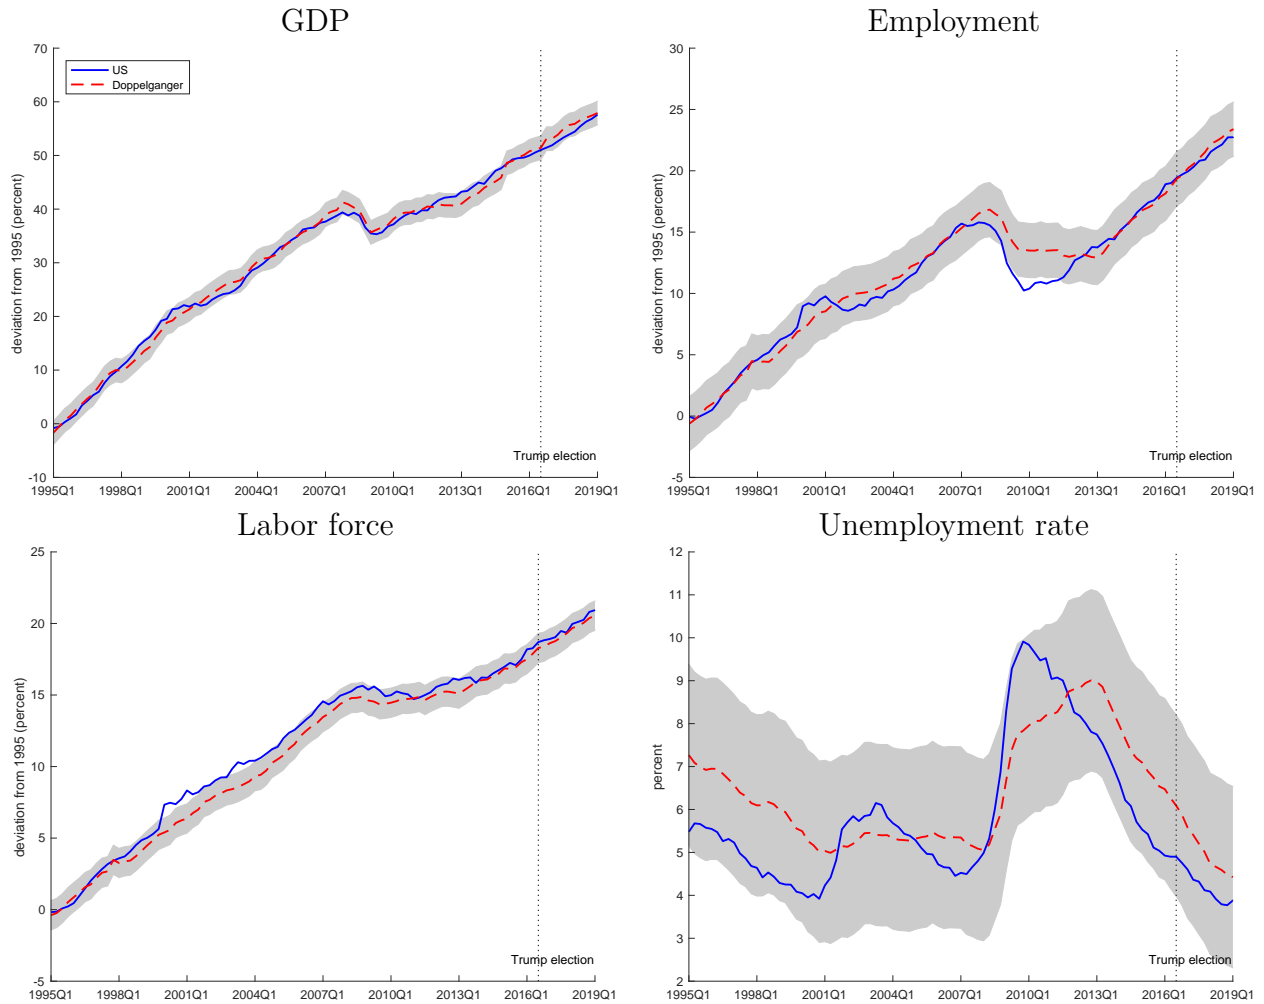 GDP
70
60
50
40
30
20
10
0
-10
deviation from 1995 (percent)
US
Doppelganger
Trump election
1995Q1 1998Q1 2001Q1 2004Q1 2007Q1 2010Q1 2013Q1 2016Q1 2019Q1
Employment
30
25
20
15
10
5
0
-5
deviation from 1995 (percent)
Trump election
1995Q1 1998Q1 2001Q1 2004Q1 2007Q1 2010Q1 2013Q1 2016Q1 2019Q1
Labor force
25
20
15
10
5
0
-5
deviation from 1995 (percent)
Trump election
1995Q1 1998Q1 2001Q1 2004Q1 2007Q1 2010Q1 2013Q1 2016Q1 2019Q1
Unemployment rate
12
11
10
9
8
7
6
5
4
3
2
percent
Trump election
1995Q1 1998Q1 2001Q1 2004Q1 2007Q1 2010Q1 2013Q1 2016Q1 2019Q1